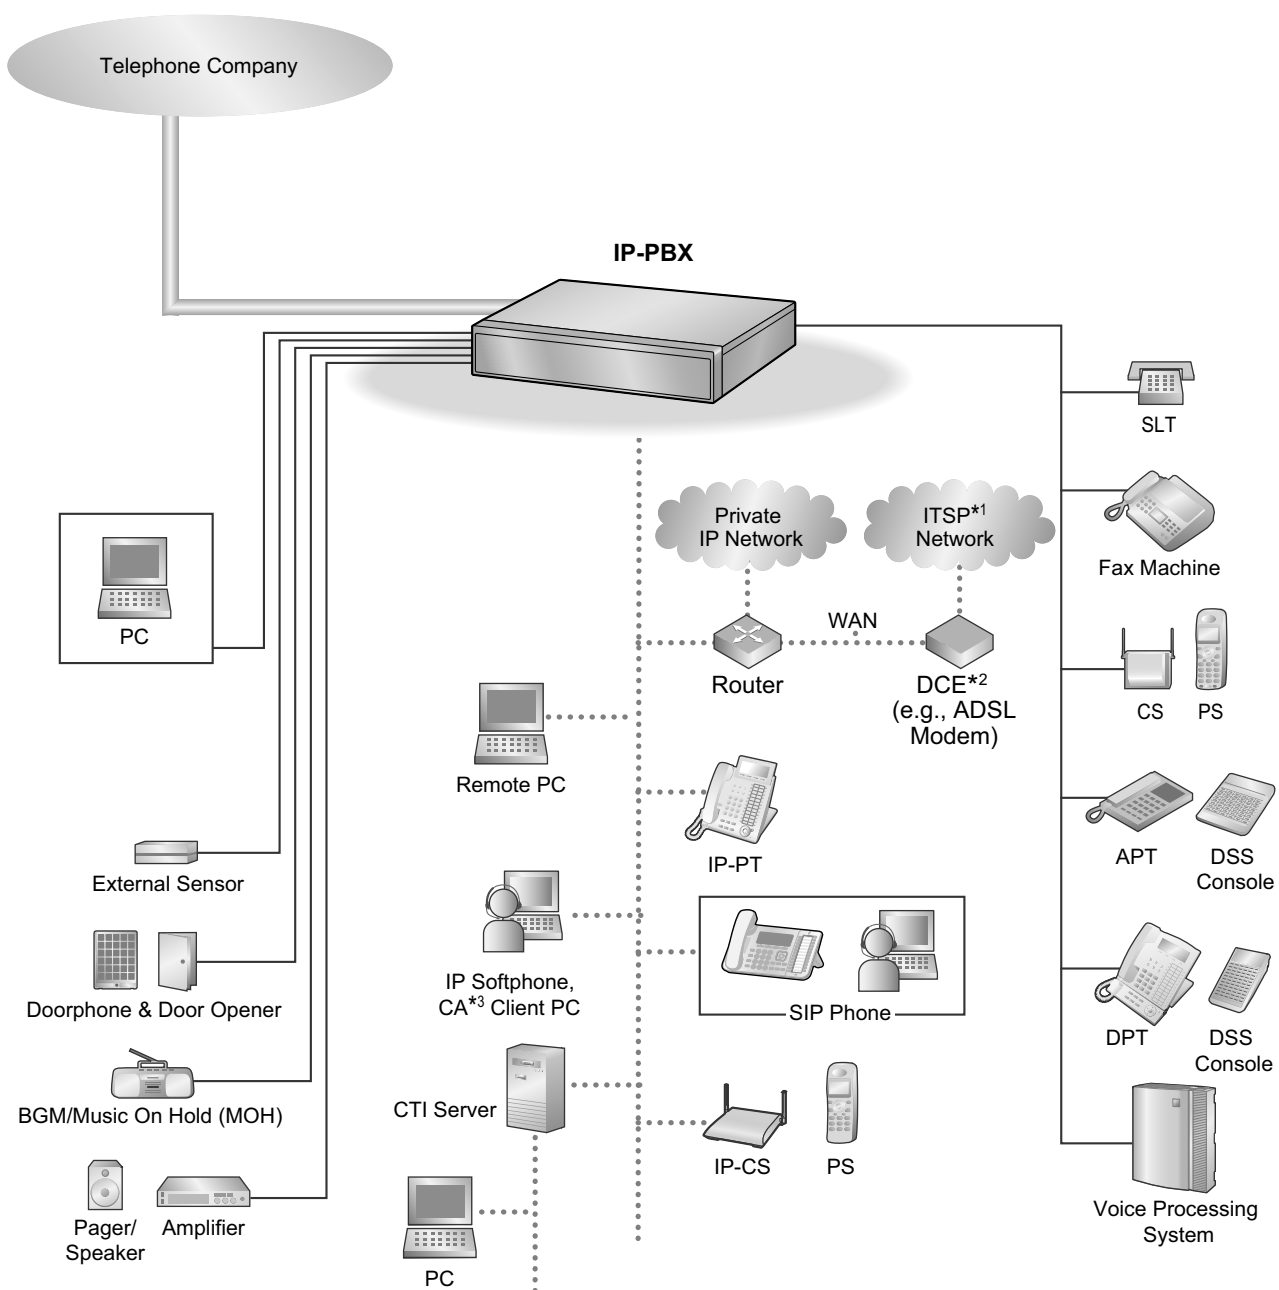 Telephone Company
IP-PBX
SLT
Private
IP Network
ITSP*1
Network
Fax Machine
PC
WAN
Router
DCE*2
(e.g., ADSL
Modem)
CS
PS
Remote PC
IP-PT
APT
DSS
Console
External Sensor
IP Softphone,
CA*3 Client PC
SIP Phone
Doorphone & Door Opener
DPT
DSS
Console
BGM/Music On Hold (MOH)
CTI Server
IP-CS
PS
Pager/
Speaker
Amplifier
PC
Voice Processing
System